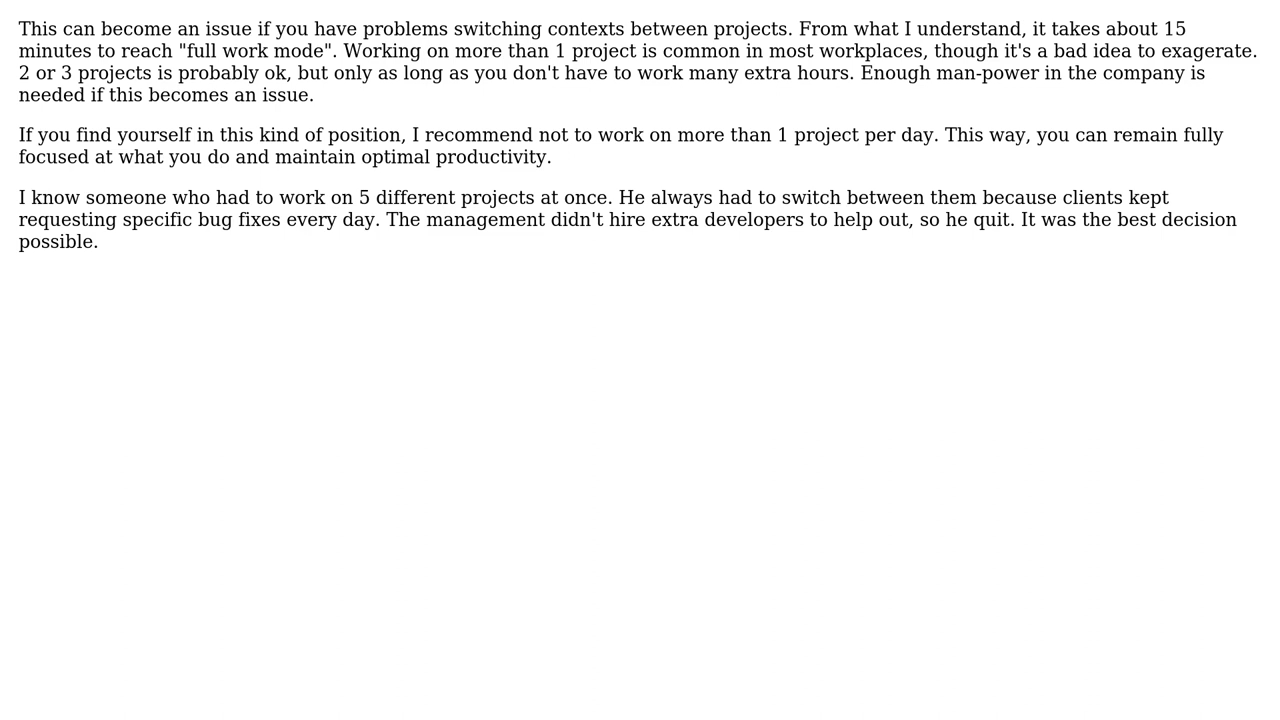 This can become an issue if you have problems switching contexts between projects. From what I understand, it takes about 15
minutes to reach "full work mode". Working on more than 1 project is common in most workplaces, though it's a bad idea to exagerate.
2 or 3 projects is probably ok, but only as long as you don't have to work many extra hours. Enough man-power in the company is
needed if this becomes an issue.
If you find yourself in this kind of position, I recommend not to work on more than 1 project per day. This way, you can remain fully
focused at what you do and maintain optimal productivity.
I know someone who had to work on 5 different projects at once. He always had to switch between them because clients kept
requesting specific bug fixes every day. The management didn't hire extra developers to help out, so he quit. It was the best decision
possible.